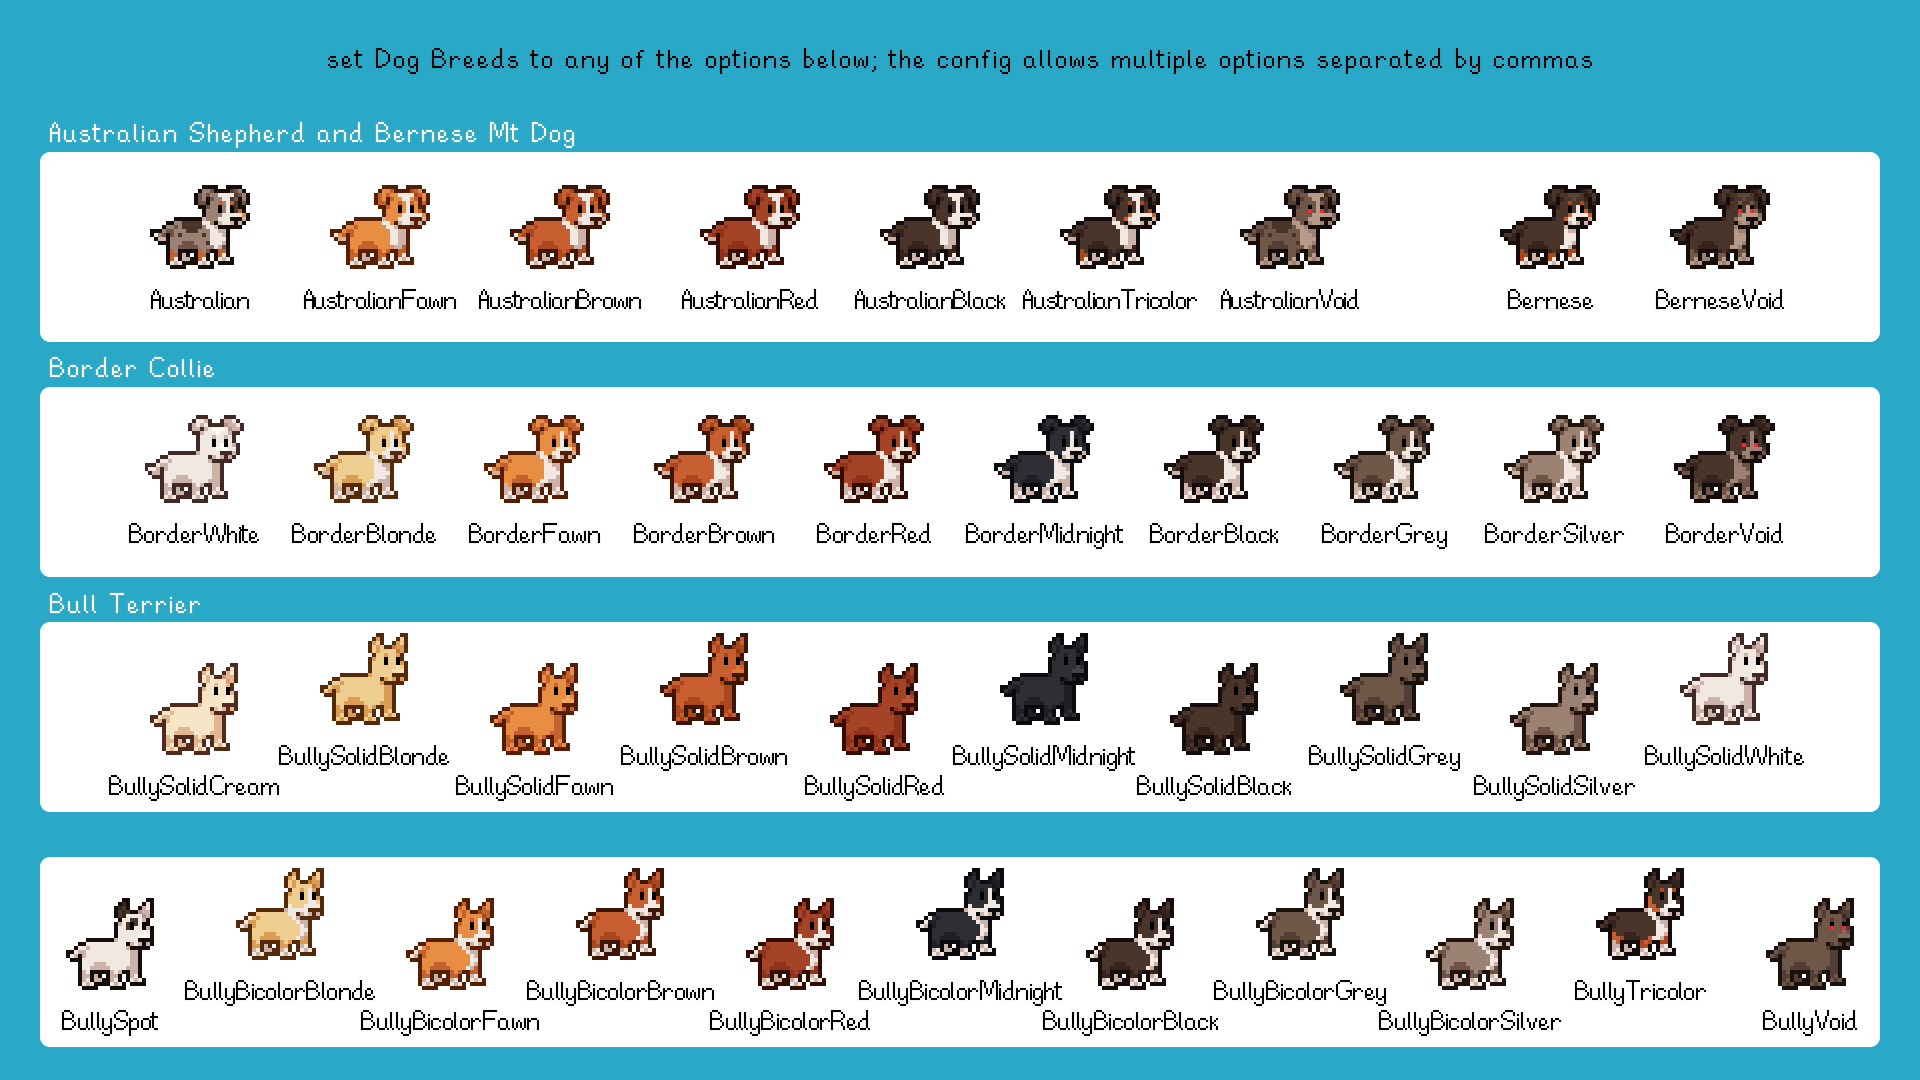 set Dog Breeds to any of the options below; the config allows multiple options separated by commas
Australian Shepherd and Bernese Mt Dog
Australian AustralianFawn AustralianBrown AustralianRed AustralianBlack AustralianTricolor AustralianVoid Bernese BerneseVoid
Border Collie
BorderWhite BorderBlonde BorderFawn BorderBrown BorderRed BorderMidnight BorderBlack BorderGrey BorderSilver BorderVoid
Bull Terrier
BullySolidBlonde BullySolidBrown BullySolidMidnight BullySolidGrey BullySolidWhite
BullySolidCream BullySolidFawn BullySolidRed BullySolidBlack BullySolidSilver
BullyBicolorBlonde BullyBicolorBrown BullyBicolorMidnight BullyBicolorGrey BullyTricolor
BullySpot BullyBicolorFawn BullyBicolorRed BullyBicolorBlack BullyBicolorSilver BullyVoid